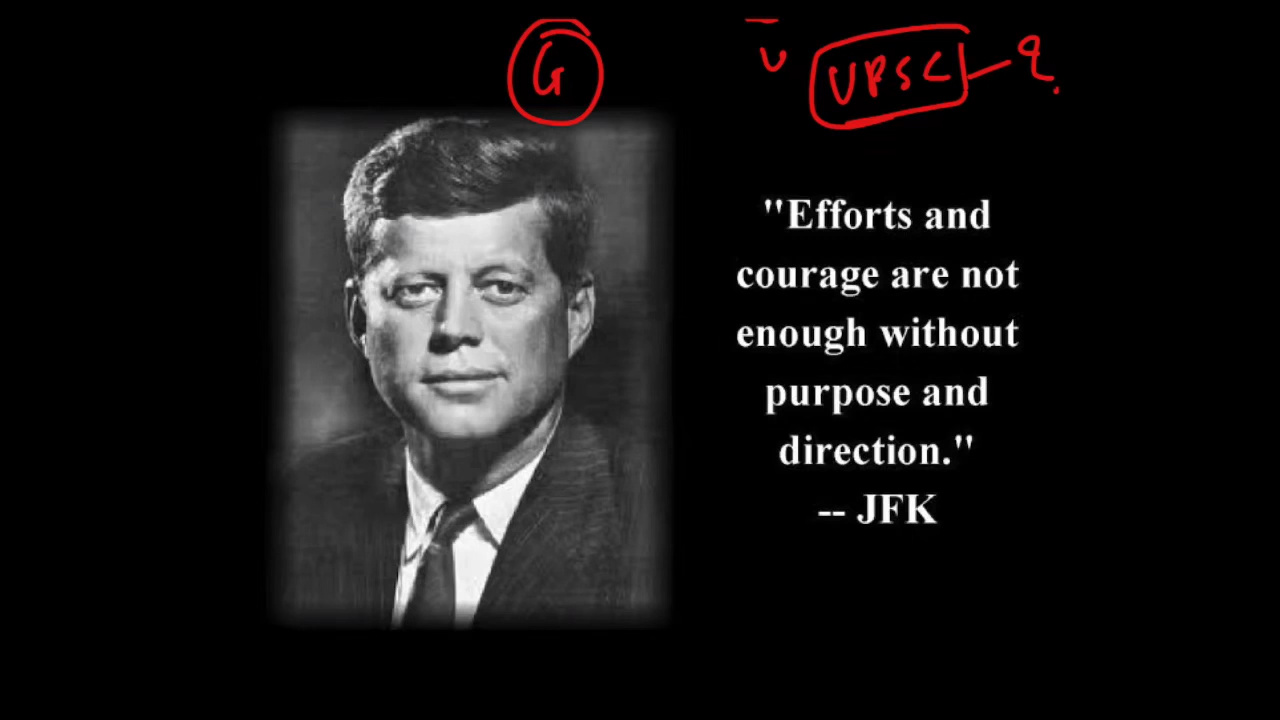 G
UPSC
"Efforts and
courage are not
enough without
purpose and
direction."
-- JFK